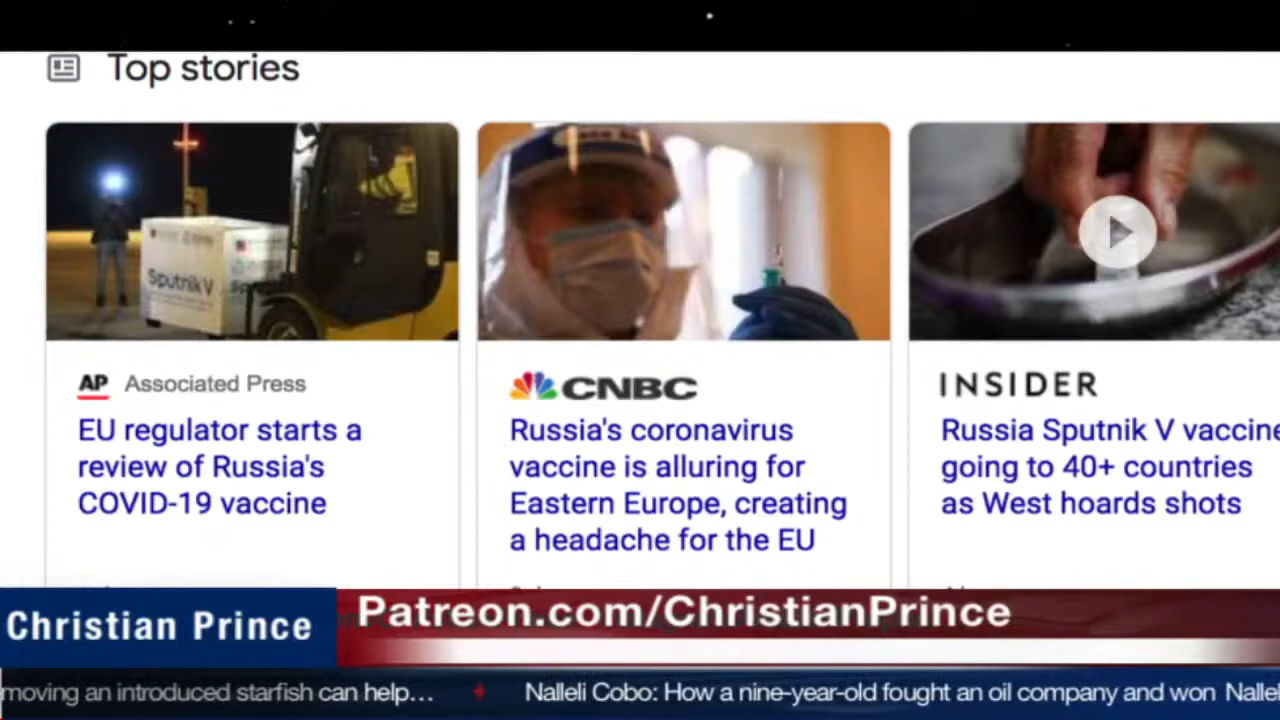 Top stories
Sputnik V
AP Associated Press
EU regulator starts a
review of Russia's
COVID-19 vaccine
CNBC
Russia's coronavirus
vaccine is alluring for
Eastern Europe, creating
a headache for the EU
INSIDER
Russia Sputnik V vaccine
going to 40+ countries
as West hoards shots
Christian Prince
Patreon.com/ChristianPrince
moving an introduced starfish can help…
Nalleli Cobo: How a nine-year-old fought an oil company and won Nalle